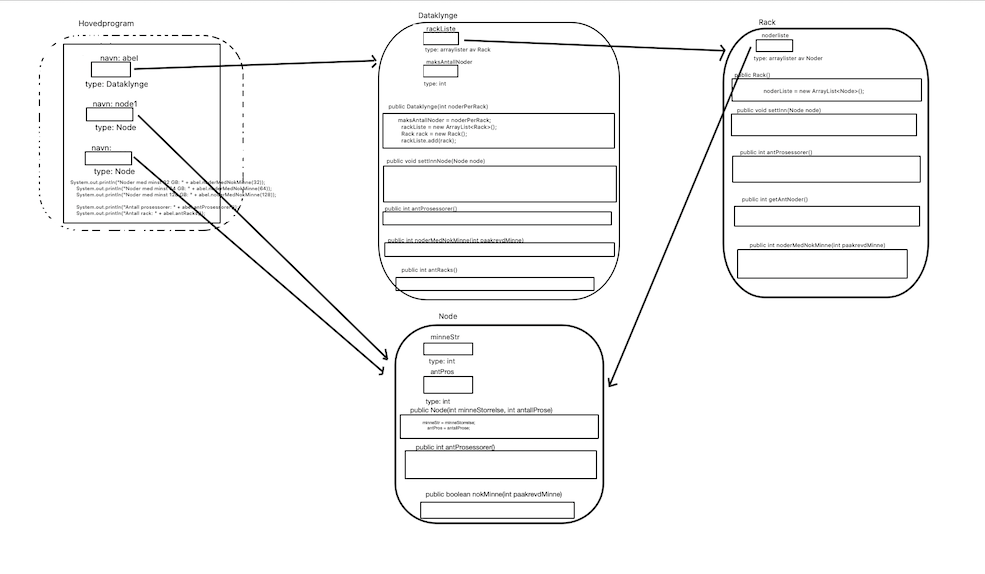 Hovedprogram
navn: abel
type: Dataklynge
navn: node1
type: Node
navn:
type: Node
System.out.println("Noder med minst 32 GB: " + abel.noderMedNokMinne(32));
System.out.println("Noder med minst 64 GB: " + abel.noderMedNokMinne(64));
System.out.println("Noder med minst 128 GB: " + abel.noderMedNokMinne(128));
System.out.println("Antall prosessorer: " + abel.antProsessorer());
System.out.println("Antall rack: " + abel.antRacks());
Dataklynge
rackListe
type: arraylister av Rack
maksAntallNoder
type: int
public Dataklynge(int noderPerRack)
maksAntallNoder = noderPerRack;
rackListe = new ArrayList<Rack>();
Rack rack = new Rack();
rackListe.add(rack);
public void settInnNode(Node node)
public int antProsessorer()
public int noderMedNokMinne(int paakrevdMinne)
public int antRacks()
Rack
noderliste
type: arraylister av Noder
public Rack()
noderListe = new ArrayList<Node>();
public void settInn(Node node)
public int antProsessorer()
public int getAntNoder()
public int noderMedNokMinne(int paakrevdMinne)
Node
minneStr
type: int
antPros
type: int
public Node(int minneStorrelse, int antallProse)
minneStr = minneStorrelse;
antPros = antallProse;
public int antProsessorer()
public boolean nokMinne(int paakrevdMinne)